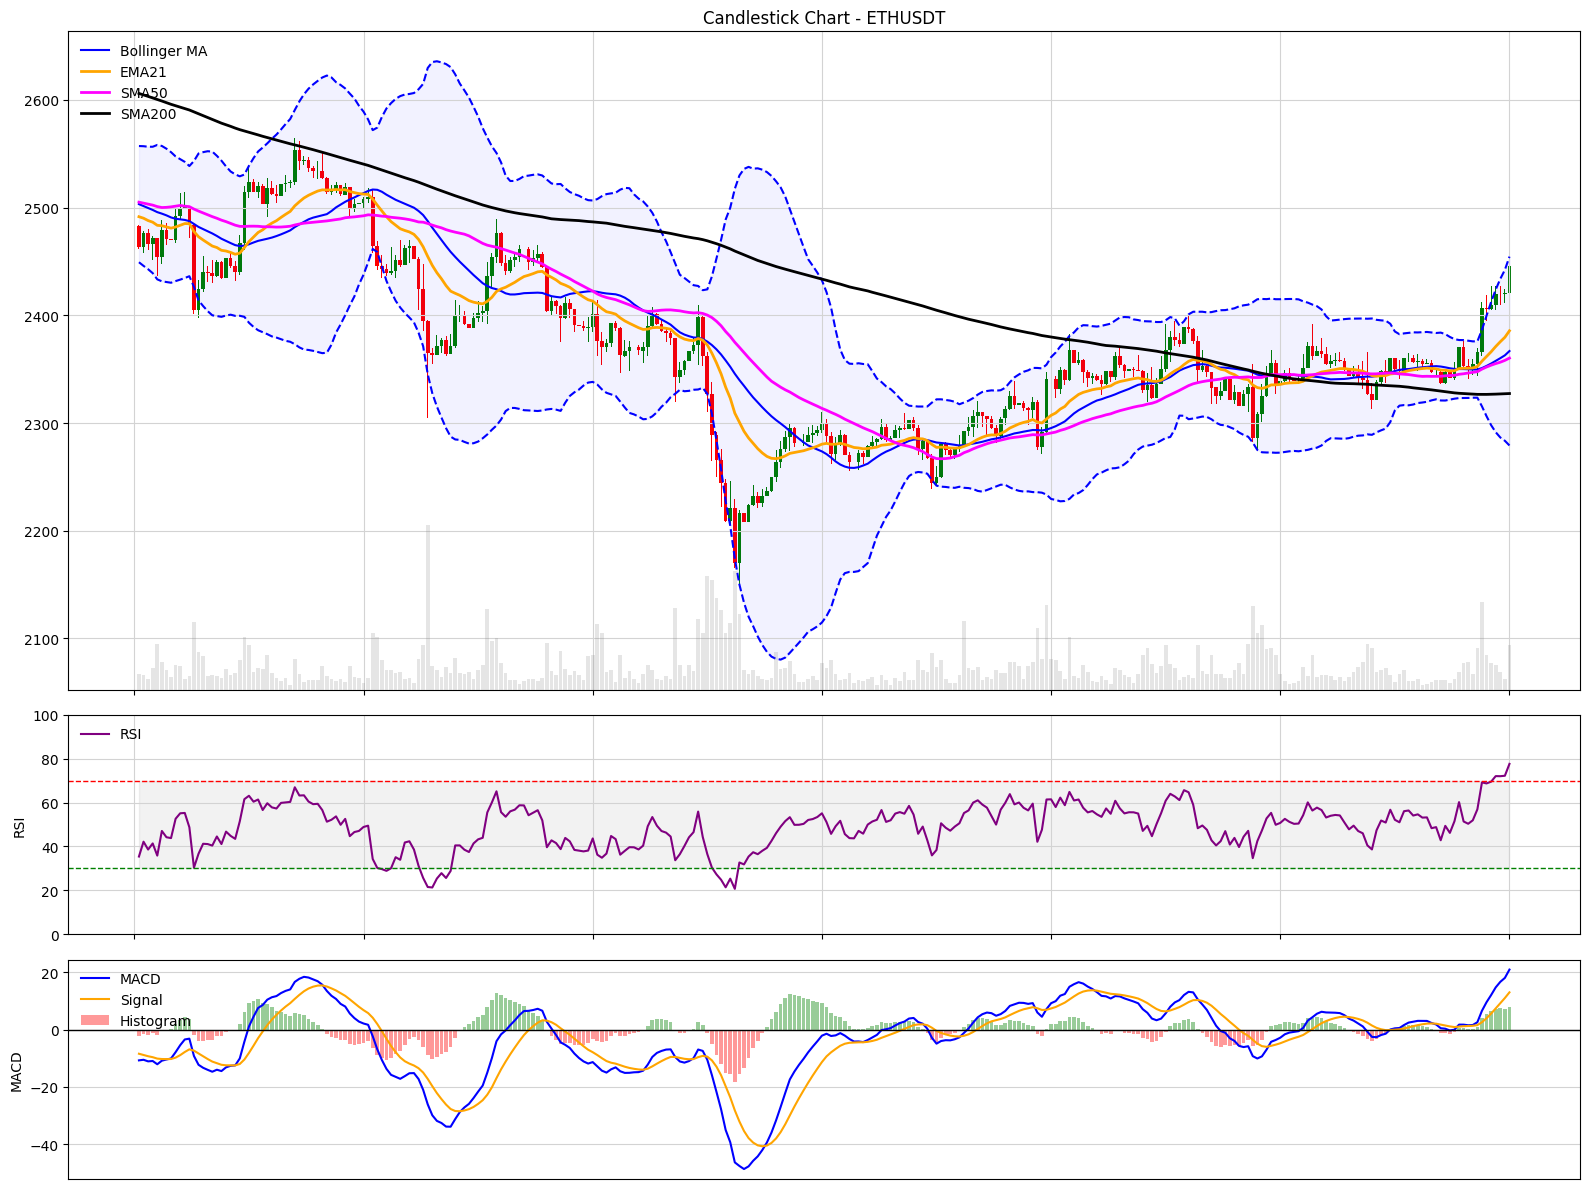 Candlestick Chart - ETHUSDT
Bollinger MA
EMA21
SMA50
SMA200
2600
2500
2400
2300
2200
2100
RSI
100
80
60
40
20
0
RSI
MACD
Signal
Histogram
20
0
−20
−40
MACD